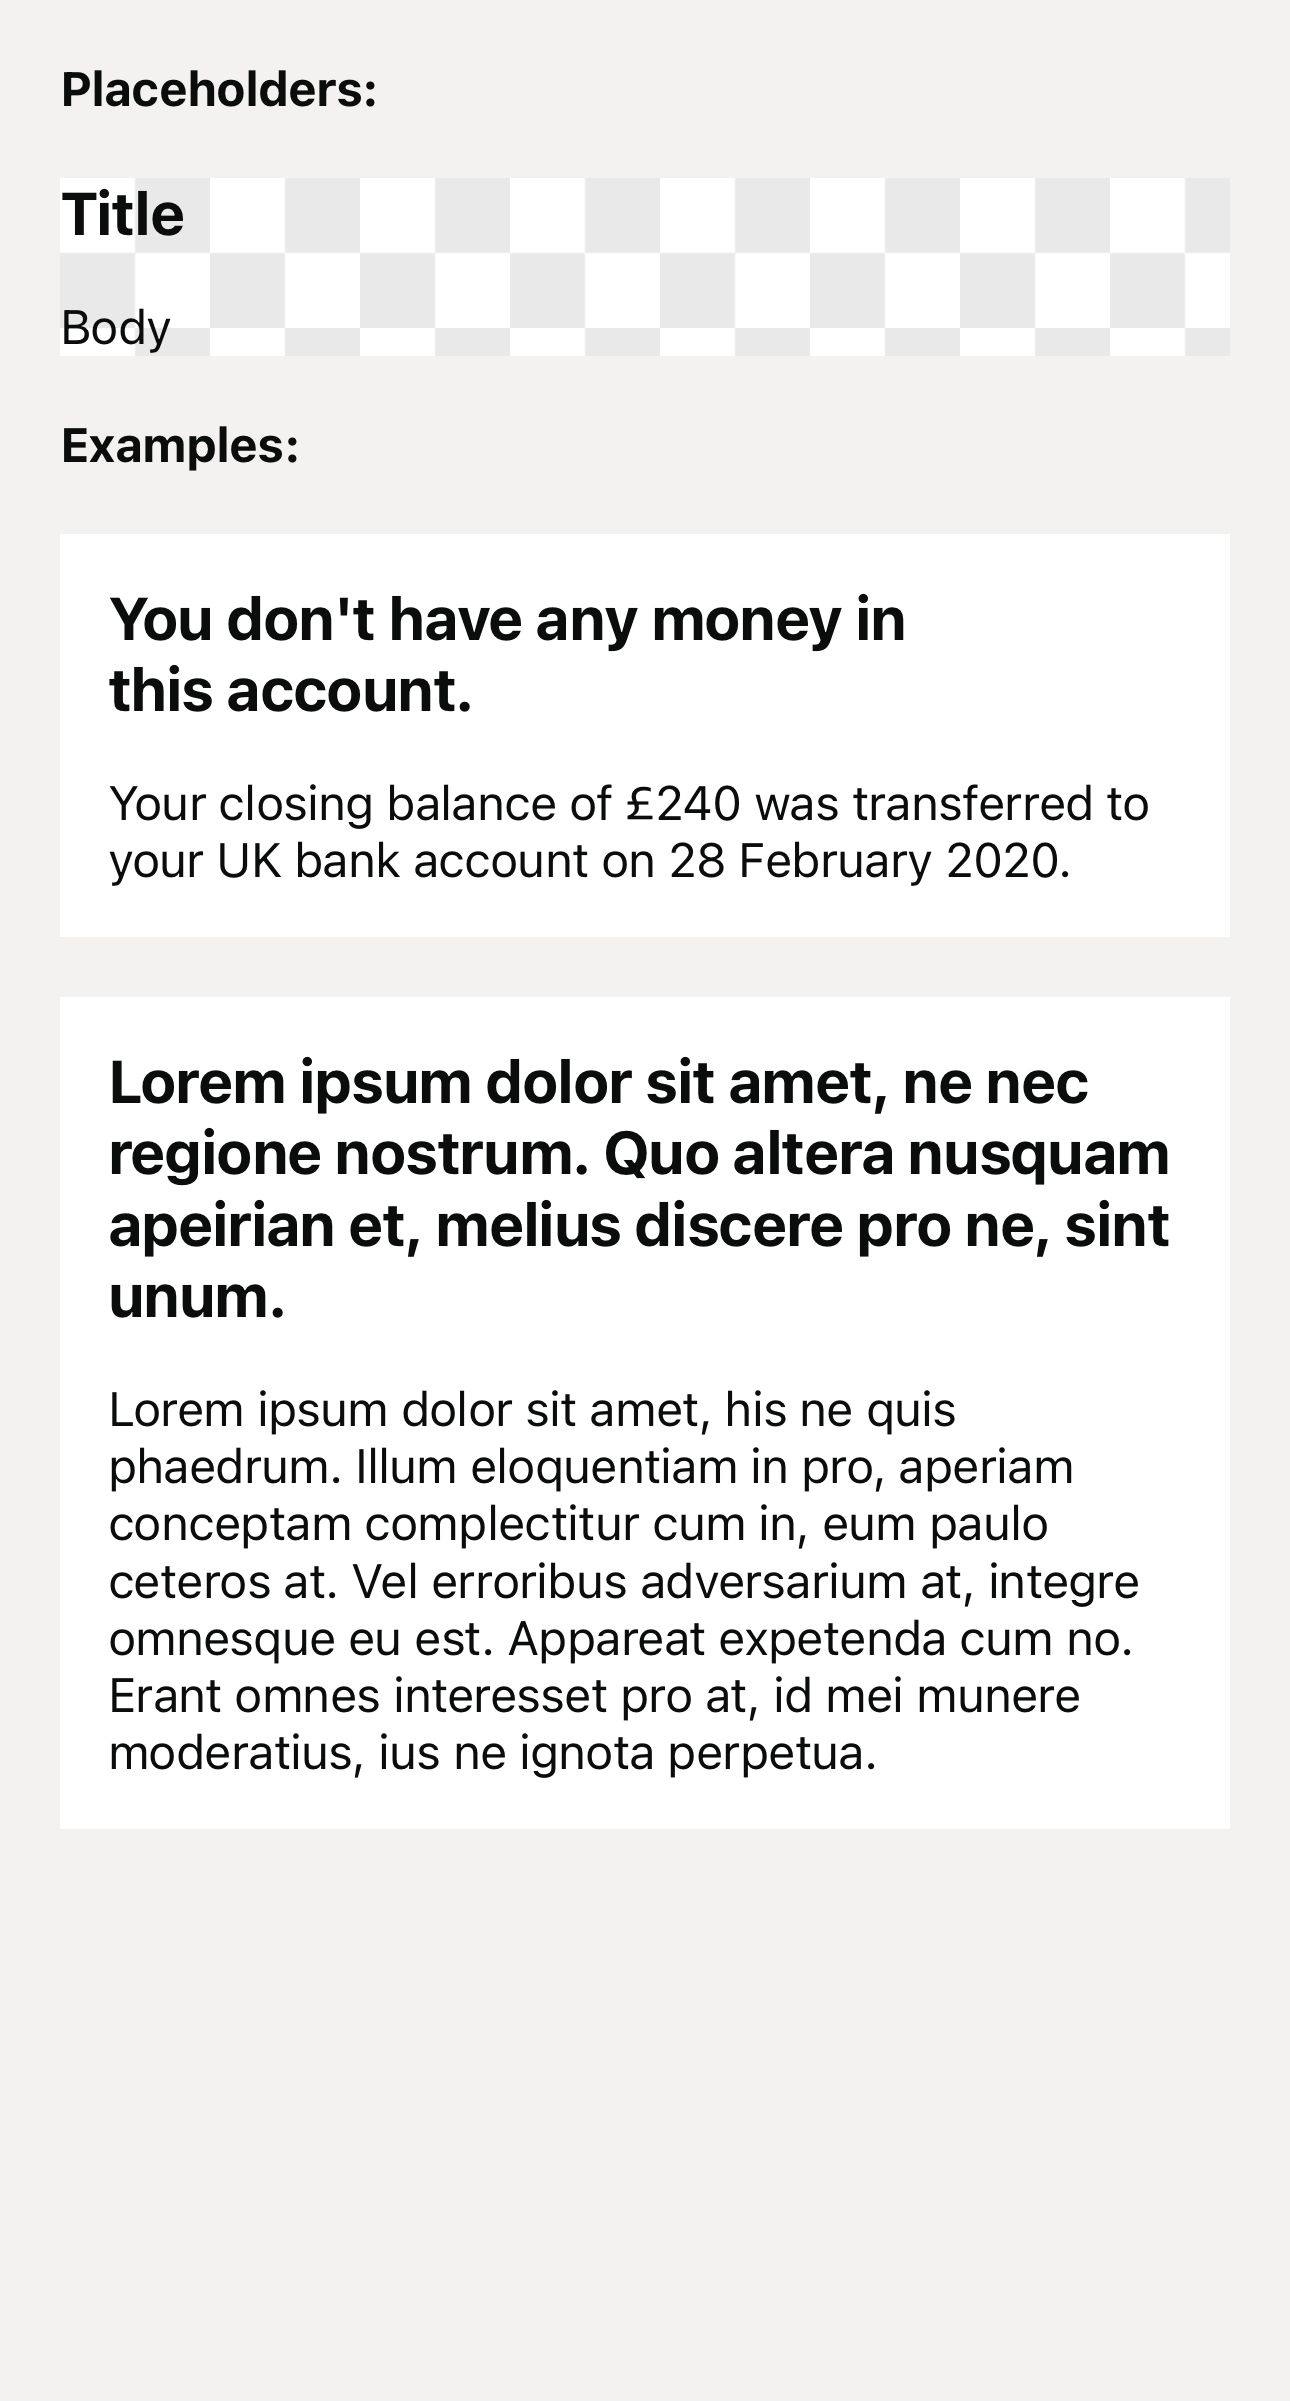 Placeholders:
Title
Body
Examples:
You don't have any money in
this account.
Your closing balance of £240 was transferred to
your UK bank account on 28 February 2020.
Lorem ipsum dolor sit amet, ne nec
regione nostrum. Quo altera nusquam
apeirian et, melius discere pro ne, sint
unum.
Lorem ipsum dolor sit amet, his ne quis
phaedrum. Illum eloquentiam in pro, aperiam
conceptam complectitur cum in, eum paulo
ceteros at. Vel erroribus adversarium at, integre
omnesque eu est. Appareat expetenda cum no.
Erant omnes interesset pro at, id mei munere
moderatius, ius ne ignota perpetua.